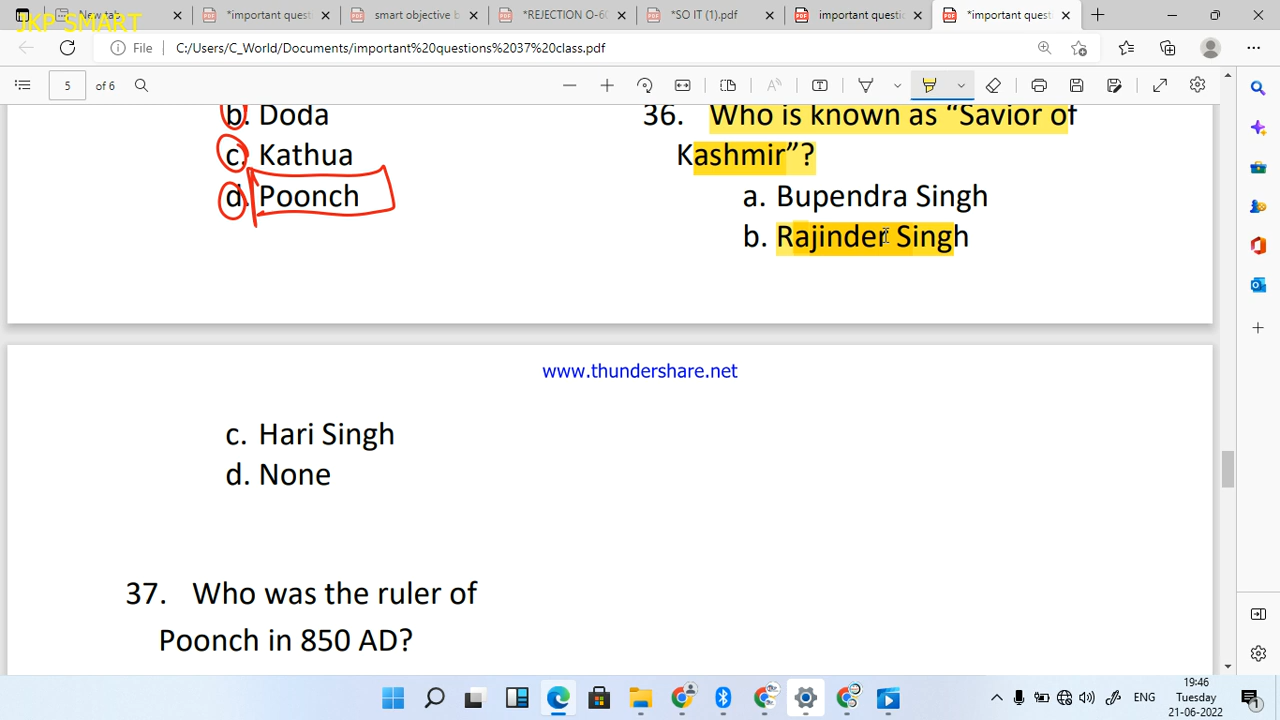 JKP SMART
New tab
*important quest
smart objective b
*REJECTION O-60
*SO IT (1).pdf
important questio
*important quest
File
C:/Users/C_World/Documents/important%20questions%2037%20class.pdf
5 of 6
b. Doda
c. Kathua
d. Poonch
36. Who is known as “Savior of
Kashmir”?
a. Bupendra Singh
b. Rajinder Singh
www.thundershare.net
c. Hari Singh
d. None
37. Who was the ruler of
Poonch in 850 AD?
ENG
19:46
Tuesday
21-06-2022